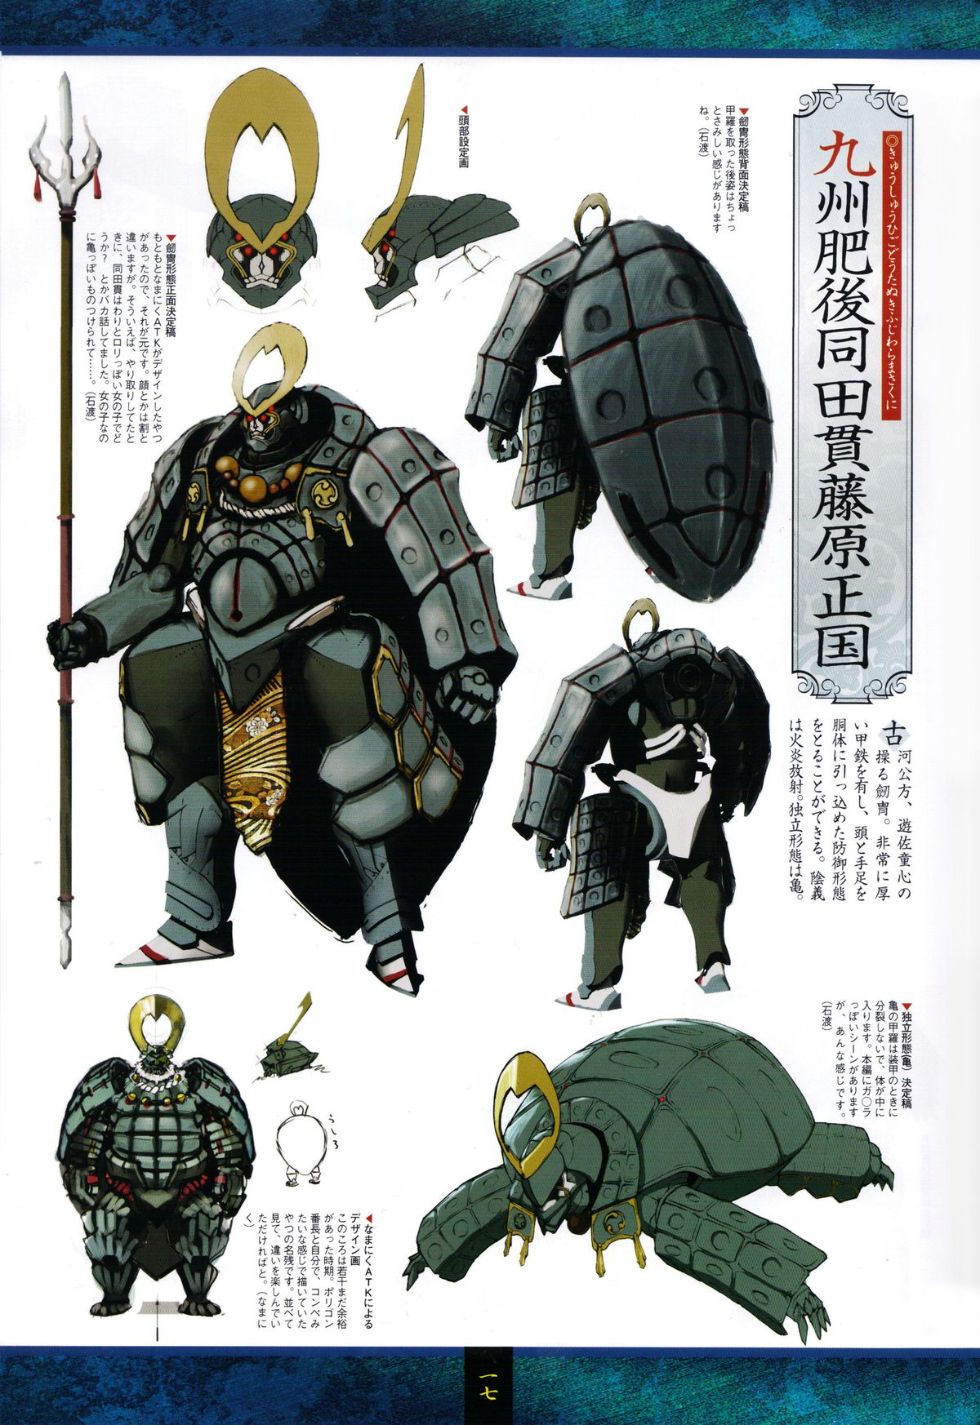 ◎きゅうしゅうひごどうたぬきふじわらまさくに
九州肥後同田貫藤原正国
古河公方、遊佐童心の
操る劒冑。非常に厚
い甲鉄を有し、頭と手足を
胴体に引っ込めた防御形態
をとることができる。陰義
は火炎放射。独立形態は亀。
▼劒冑形態背面決定稿
甲羅を取った後姿はちょっ
とさみしい感じがあります
ね。(石渡)
◀頭部設定画
▼劒冑形態正面決定稿
もともとなまにくATKがデザインしたやつ
があったので、それが元です。顔とかは割と
違いますが。そういえば、やり取りしてたと
きに、同田貫はわりとロリっぽい女の子でど
うか?とかバカ話してました。女の子なの
に亀っぽいものつけられて……。(石渡)
▼独立形態(亀)決定稿
亀の甲羅は装甲のときに
分裂しないで、体が中に
入ります。本編にガ〇ラ
っぽいシーンがあります
が、あんな感じです。
(石渡)
うしろ
◀なまにくATKによる
デザイン画
このころは若干まだ余裕
があった時期。ポリゴン
番長と自分で、コンペみ
たいな感じで描いていた
やつの名残です。並べて
見て、違いを楽しんでい
ただければと。(なまに
く)
一七